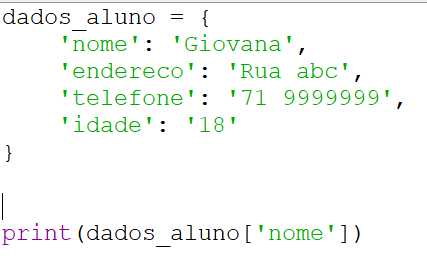 dados_aluno = {
    'nome': 'Giovana',
    'endereco': 'Rua abc',
    'telefone': '71 9999999',
    'idade': '18'
}
print(dados_aluno['nome'])